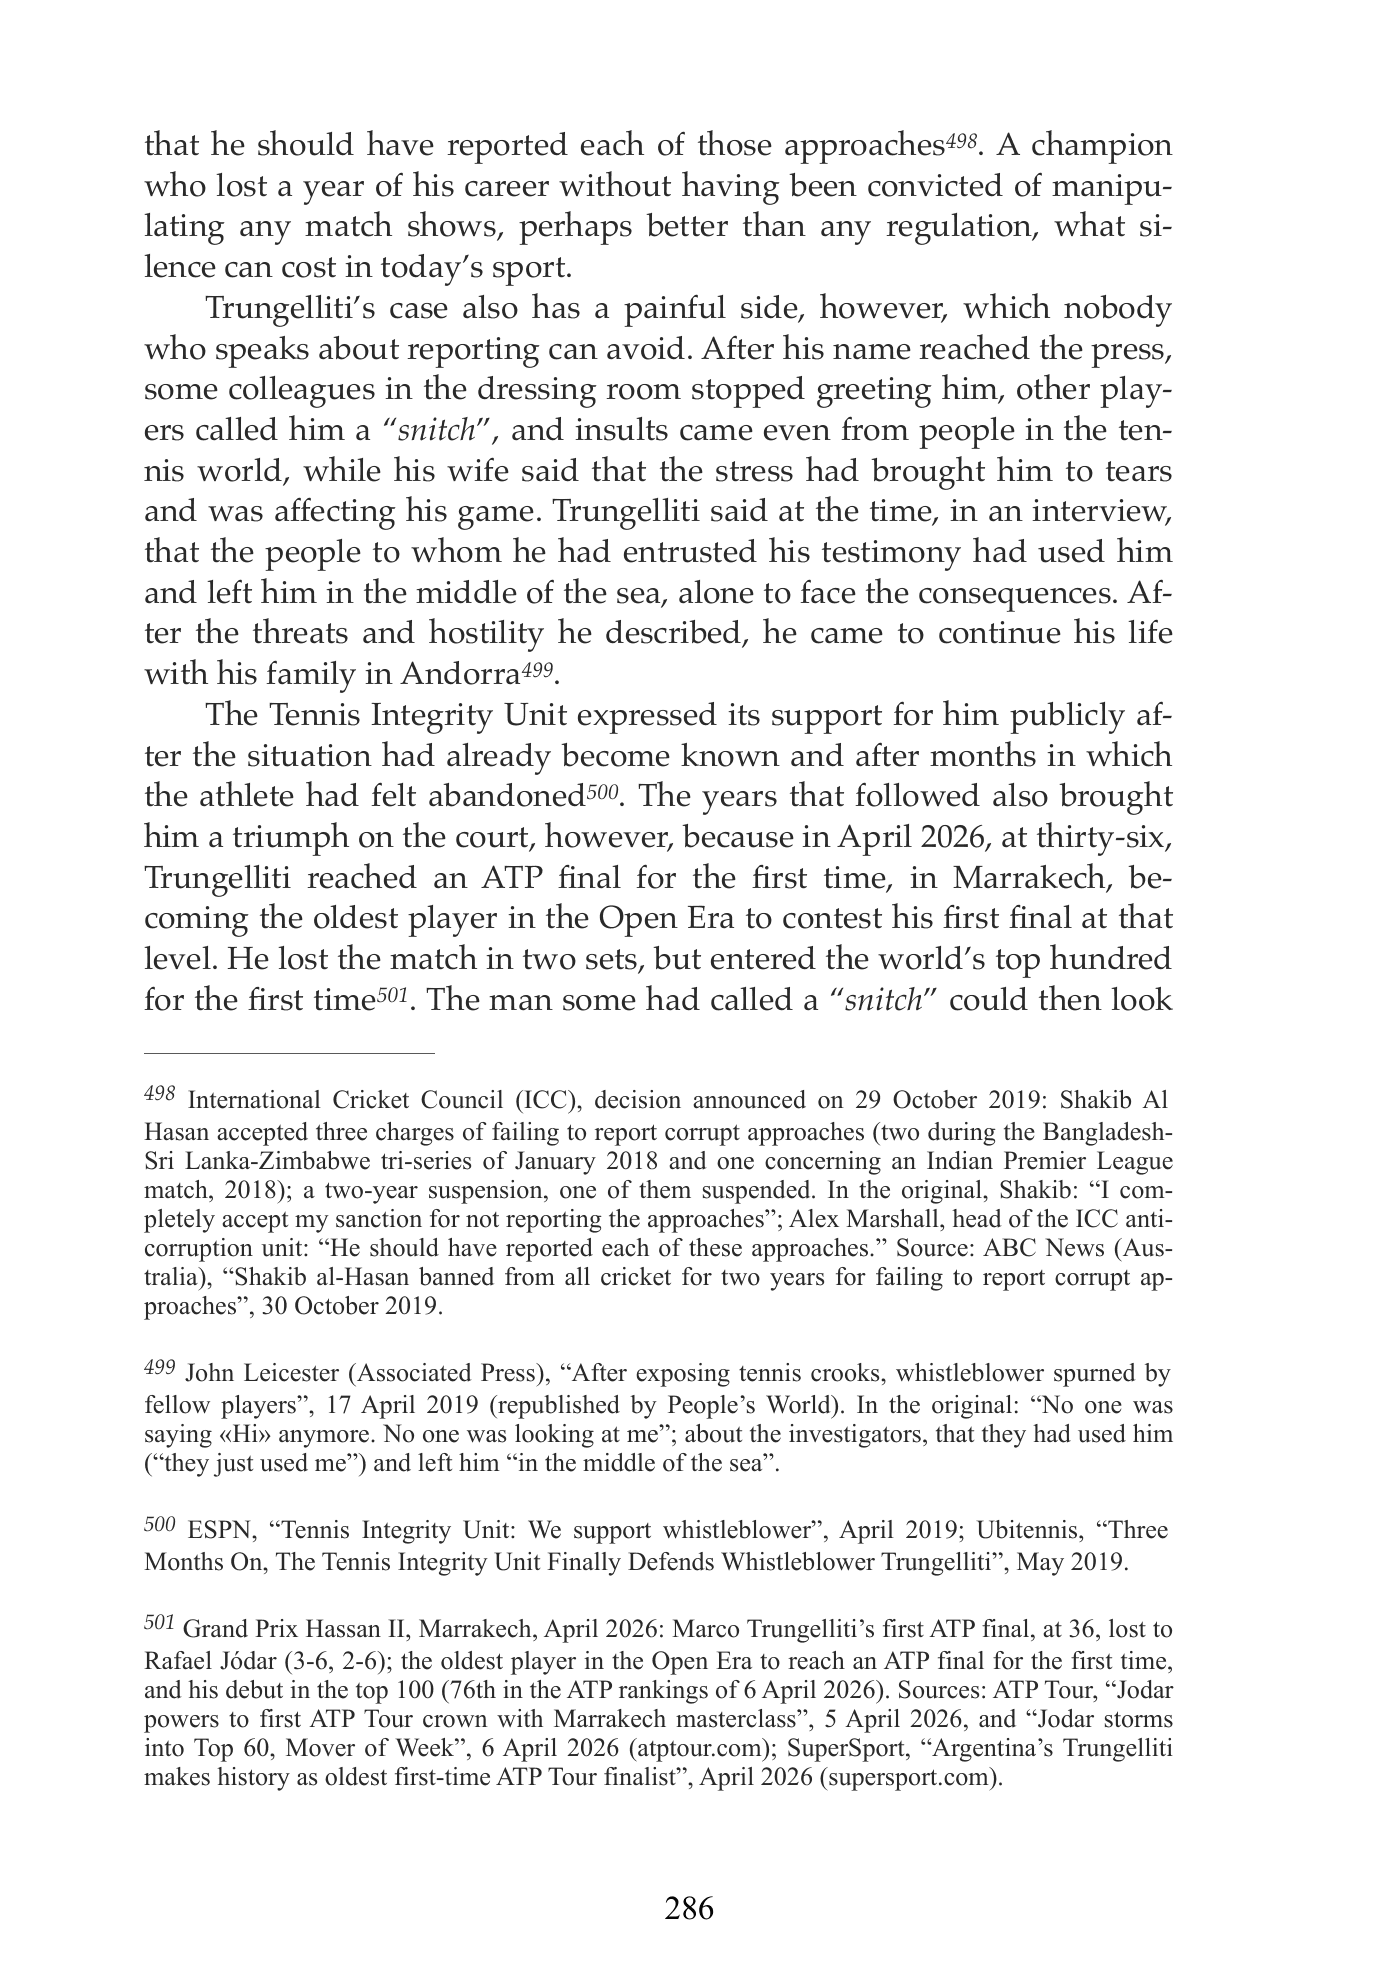 that he should have reported each of those approaches498. A champion
who lost a year of his career without having been convicted of manipu-
lating any match shows, perhaps better than any regulation, what si-
lence can cost in today’s sport.
Trungelliti’s case also has a painful side, however, which nobody
who speaks about reporting can avoid. After his name reached the press,
some colleagues in the dressing room stopped greeting him, other play-
ers called him a “snitch”, and insults came even from people in the ten-
nis world, while his wife said that the stress had brought him to tears
and was affecting his game. Trungelliti said at the time, in an interview,
that the people to whom he had entrusted his testimony had used him
and left him in the middle of the sea, alone to face the consequences. Af-
ter the threats and hostility he described, he came to continue his life
with his family in Andorra499.
The Tennis Integrity Unit expressed its support for him publicly af-
ter the situation had already become known and after months in which
the athlete had felt abandoned500. The years that followed also brought
him a triumph on the court, however, because in April 2026, at thirty-six,
Trungelliti reached an ATP final for the first time, in Marrakech, be-
coming the oldest player in the Open Era to contest his first final at that
level. He lost the match in two sets, but entered the world’s top hundred
for the first time501. The man some had called a “snitch” could then look
498 International Cricket Council (ICC), decision announced on 29 October 2019: Shakib Al
Hasan accepted three charges of failing to report corrupt approaches (two during the Bangladesh-
Sri Lanka-Zimbabwe tri-series of January 2018 and one concerning an Indian Premier League
match, 2018); a two-year suspension, one of them suspended. In the original, Shakib: “I com-
pletely accept my sanction for not reporting the approaches”; Alex Marshall, head of the ICC anti-
corruption unit: “He should have reported each of these approaches.” Source: ABC News (Aus-
tralia), “Shakib al-Hasan banned from all cricket for two years for failing to report corrupt ap-
proaches”, 30 October 2019.
499 John Leicester (Associated Press), “After exposing tennis crooks, whistleblower spurned by
fellow players”, 17 April 2019 (republished by People’s World). In the original: “No one was
saying «Hi» anymore. No one was looking at me”; about the investigators, that they had used him
(“they just used me”) and left him “in the middle of the sea”.
500 ESPN, “Tennis Integrity Unit: We support whistleblower”, April 2019; Ubitennis, “Three
Months On, The Tennis Integrity Unit Finally Defends Whistleblower Trungelliti”, May 2019.
501 Grand Prix Hassan II, Marrakech, April 2026: Marco Trungelliti’s first ATP final, at 36, lost to
Rafael Jódar (3-6, 2-6); the oldest player in the Open Era to reach an ATP final for the first time,
and his debut in the top 100 (76th in the ATP rankings of 6 April 2026). Sources: ATP Tour, “Jodar
powers to first ATP Tour crown with Marrakech masterclass”, 5 April 2026, and “Jodar storms
into Top 60, Mover of Week”, 6 April 2026 (atptour.com); SuperSport, “Argentina’s Trungelliti
makes history as oldest first-time ATP Tour finalist”, April 2026 (supersport.com).
286